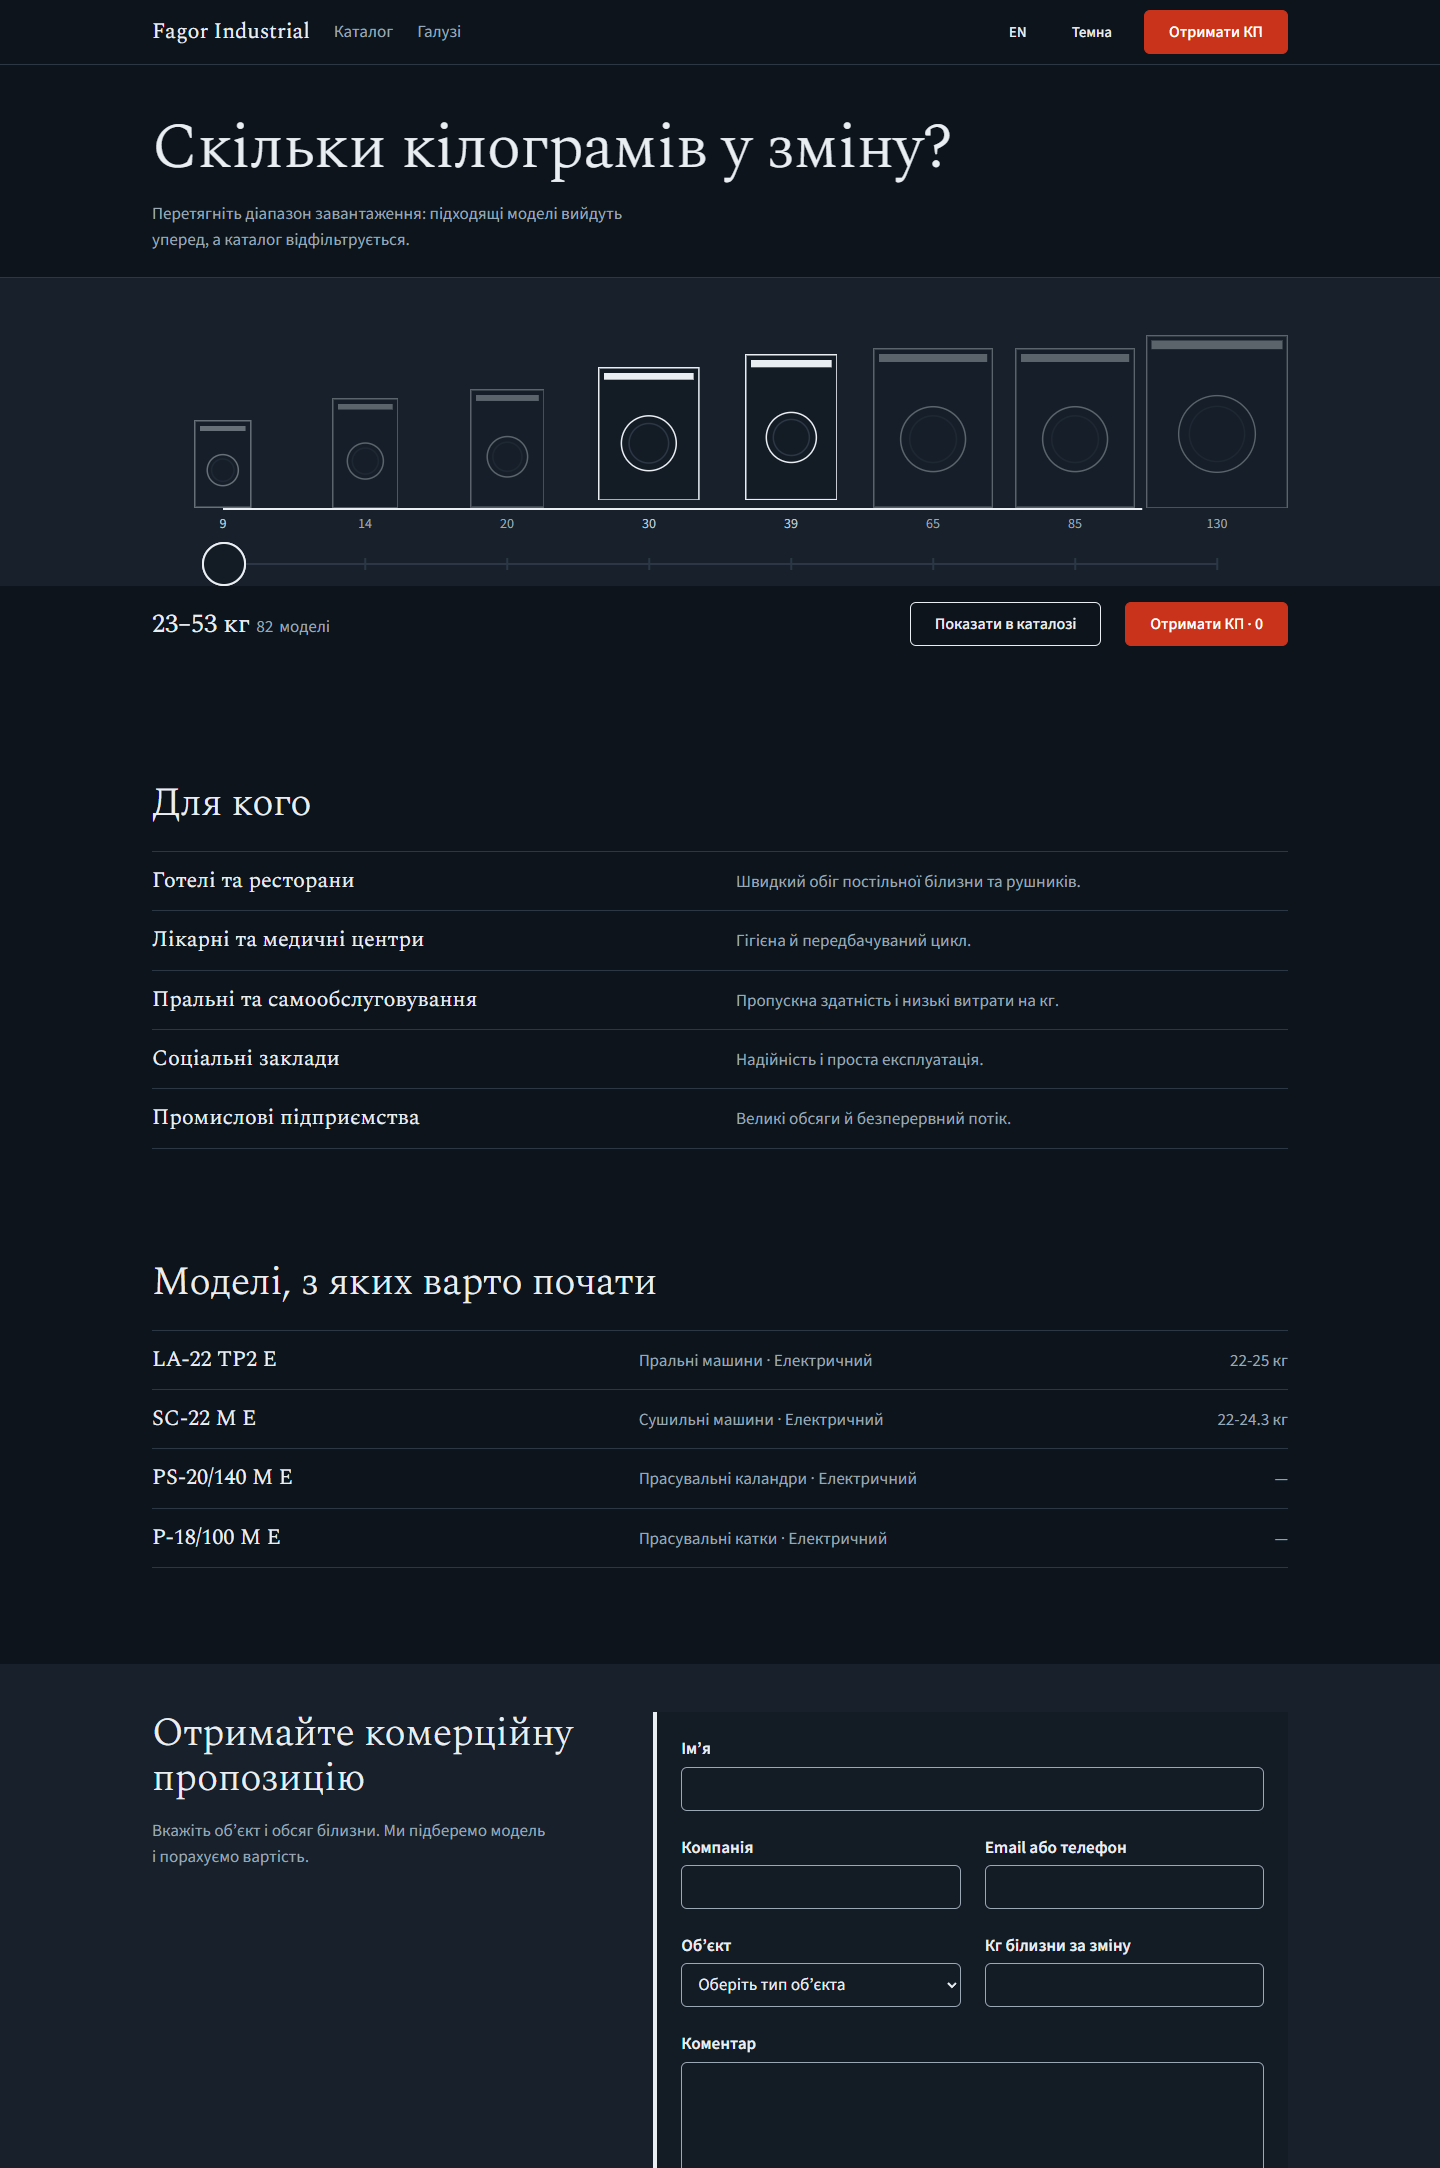 Fagor Industrial Каталог Галузі EN Темна Отримати КП
Скільки кілограмів у зміну?
Перетягніть діапазон завантаження: підходящі моделі вийдуть
уперед, а каталог відфільтрується.
9 14 20 30 39 65 85 130
23–53 кг 82 моделі Показати в каталозі Отримати КП · 0
Для кого
Готелі та ресторани Швидкий обіг постільної білизни та рушників.
Лікарні та медичні центри Гігієна й передбачуваний цикл.
Пральні та самообслуговування Пропускна здатність і низькі витрати на кг.
Соціальні заклади Надійність і проста експлуатація.
Промислові підприємства Великі обсяги й безперервний потік.
Моделі, з яких варто почати
LA-22 TP2 E Пральні машини · Електричний 22-25 кг
SC-22 M E Сушильні машини · Електричний 22-24.3 кг
PS-20/140 M E Прасувальні каландри · Електричний —
P-18/100 M E Прасувальні катки · Електричний —
Отримайте комерційну
пропозицію
Вкажіть об’єкт і обсяг білизни. Ми підберемо модель
і порахуємо вартість.
Ім’я
Компанія Email або телефон
Об’єкт Кг білизни за зміну
Оберіть тип об’єкта
Коментар